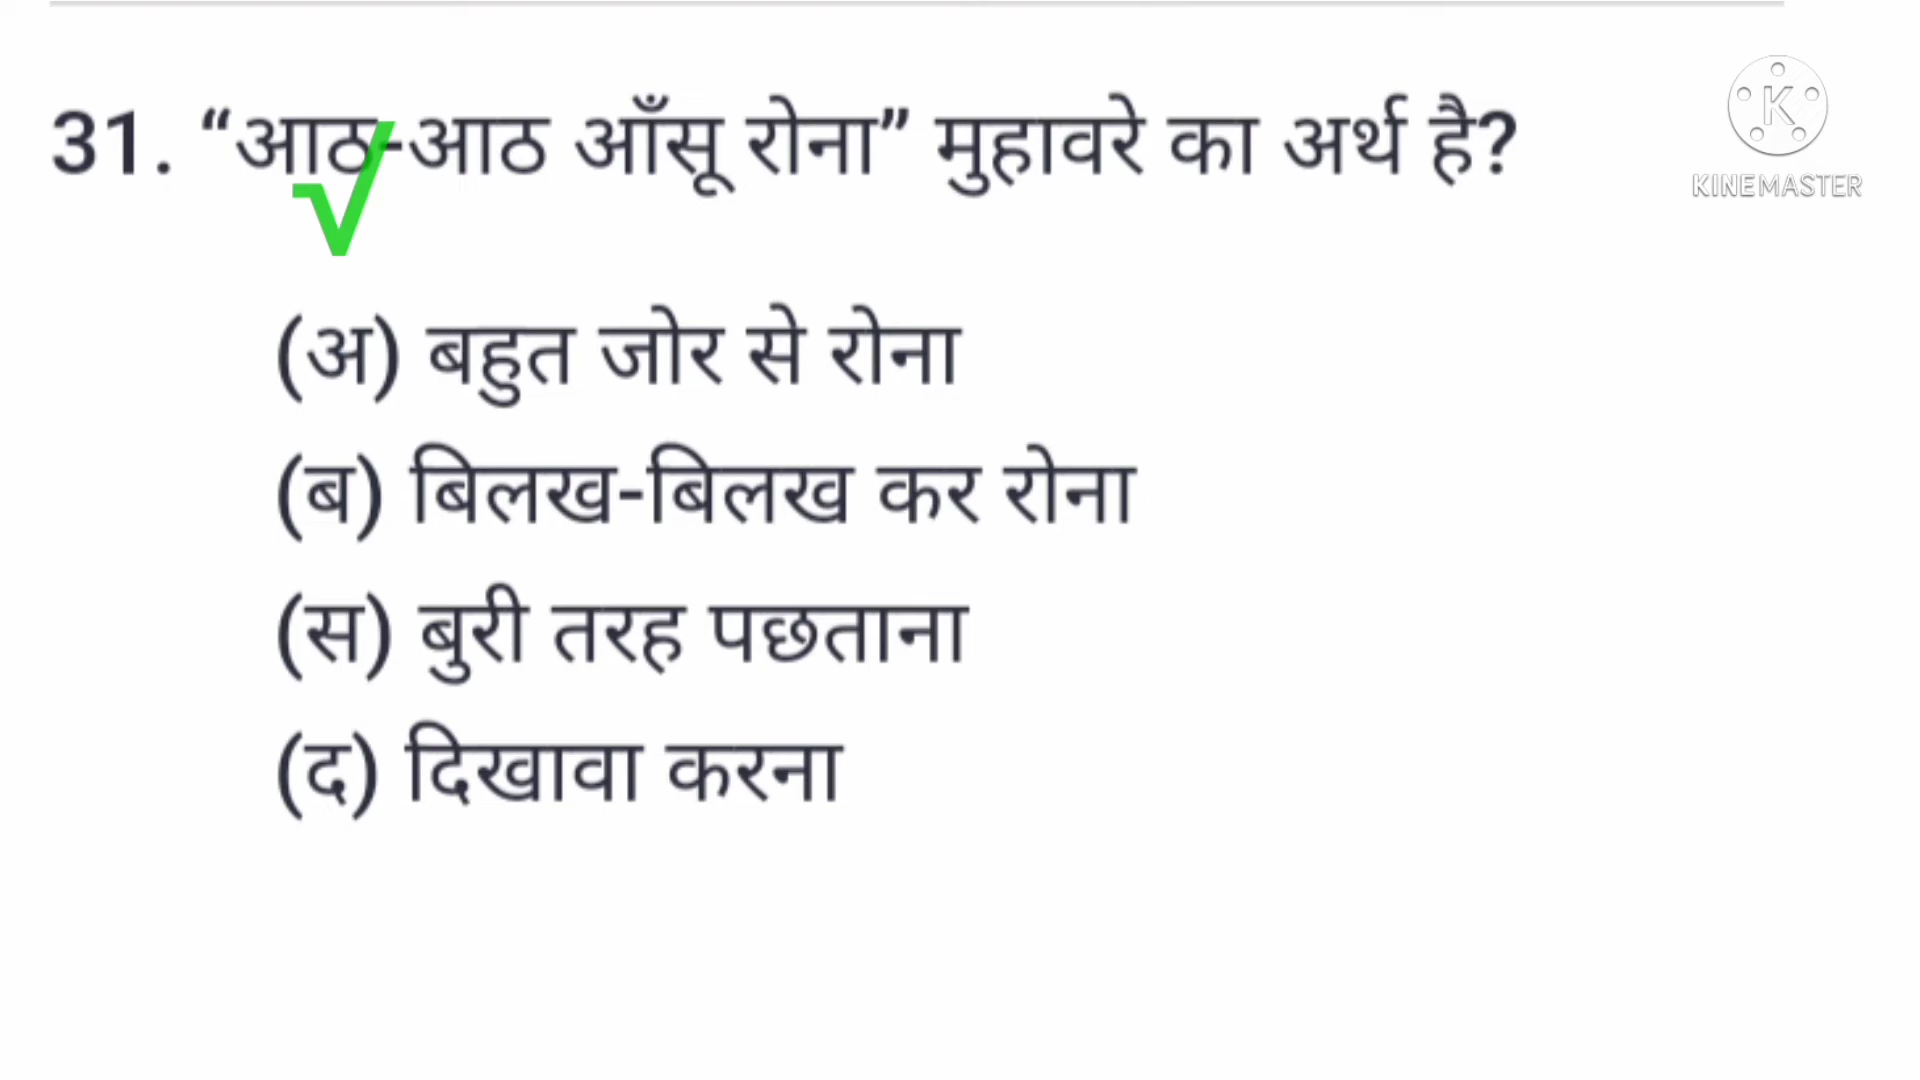 31. “आठ-आठ आँसू रोना” मुहावरे का अर्थ है?
K
KINEMASTER
(अ) बहुत जोर से रोना
(ब) बिलख-बिलख कर रोना
(स) बुरी तरह पछताना
(द) दिखावा करना